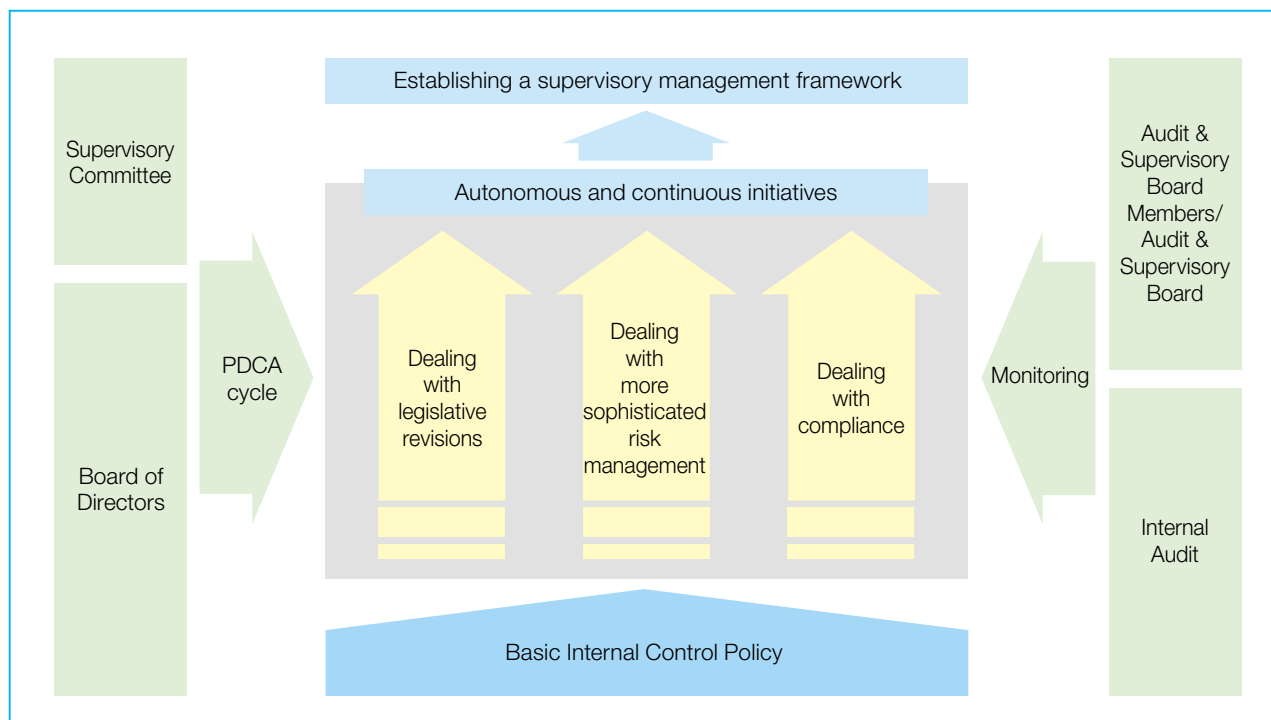 Establishing a supervisory management framework
Supervisory
Committee
Board of
Directors
PDCA
cycle
Autonomous and continuous initiatives
Dealing
with
legislative
revisions
Dealing
with
more
sophisticated
risk
management
Dealing
with
compliance
Monitoring
Audit &
Supervisory
Board
Members/
Audit &
Supervisory
Board
Internal
Audit
Basic Internal Control Policy